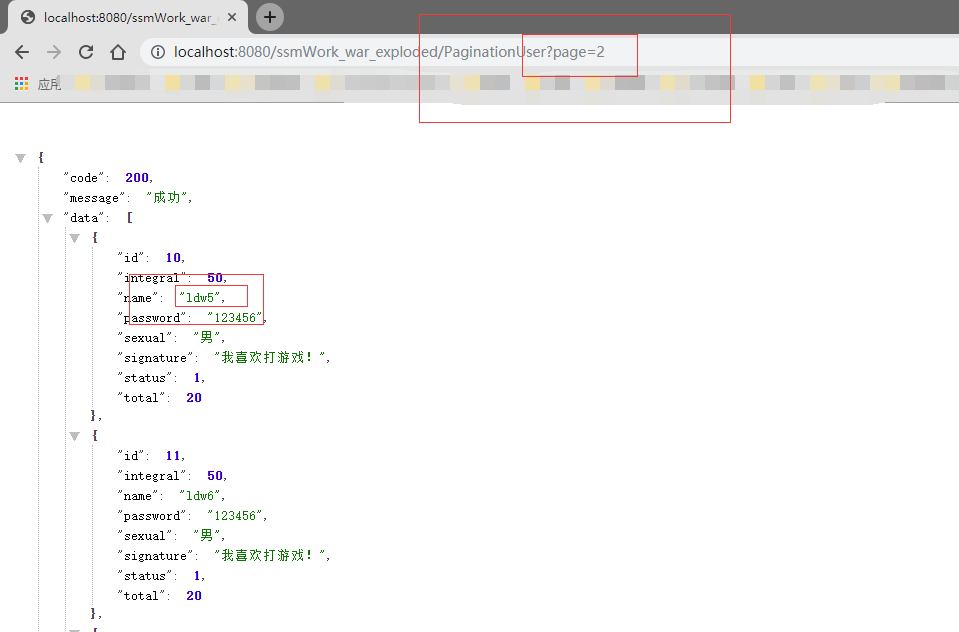 localhost:8080/ssmWork_war_
localhost:8080/ssmWork_war_exploded/PaginationUser?page=2
应用
{
"code": 200,
"message": "成功",
"data": [
{
"id": 10,
"integral": 50,
"name": "ldw5",
"password": "123456",
"sexual": "男",
"signature": "我喜欢打游戏！",
"status": 1,
"total": 20
},
{
"id": 11,
"integral": 50,
"name": "ldw6",
"password": "123456",
"sexual": "男",
"signature": "我喜欢打游戏！",
"status": 1,
"total": 20
},
{